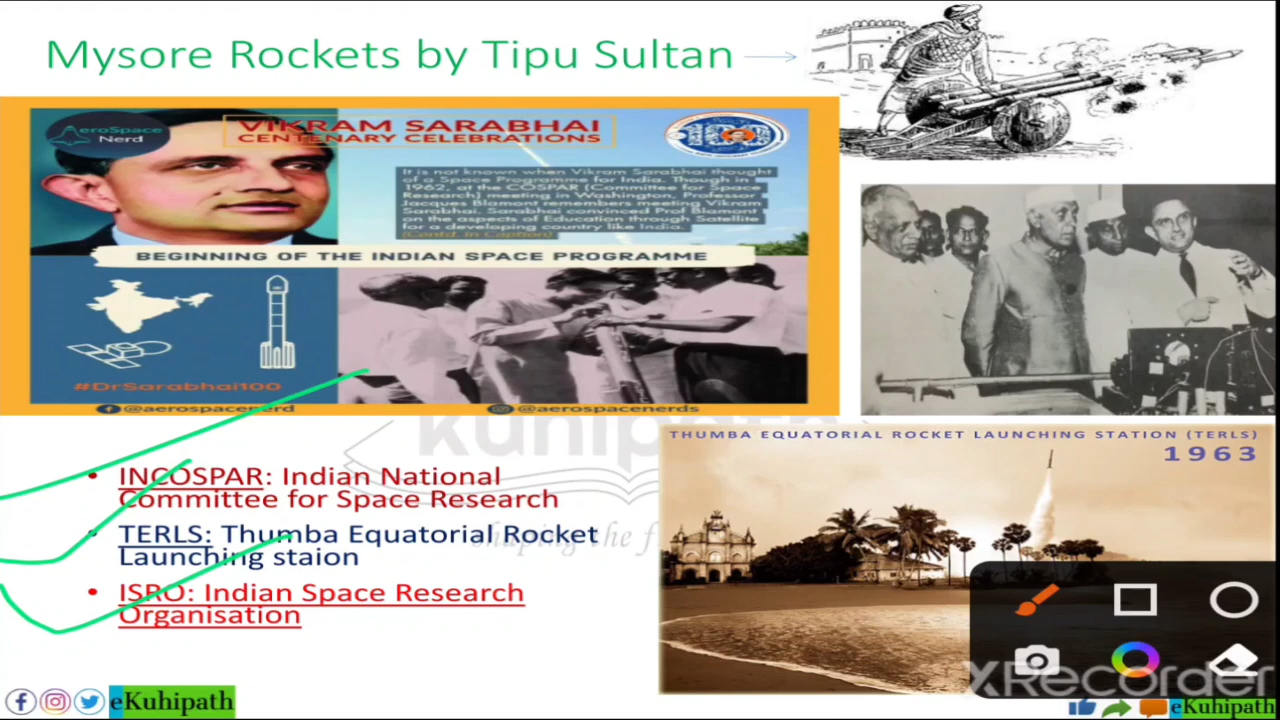 Mysore Rockets by Tipu Sultan
AeroSpace
Nerd
VIKRAM SARABHAI
CENTENARY CELEBRATIONS
100
It is not known when Vikram Sarabhai thought
of a Space Programme for India. Though in
1962, at the COSPAR (Committee for Space
Research) meeting in Washington, Professor
Jacques Blamont remembers meeting Vikram
Sarabhai. Sarabhai convinced Prof Blamont
on the aspects of Education through Satellite
for a developing country like India.
(Contd. in Caption)
BEGINNING OF THE INDIAN SPACE PROGRAMME
#DrSarabhai100
@aerospacenerd
@aerospacenerds
kuhipath
shaping the f
• INCOSPAR: Indian National
Committee for Space Research
• TERLS: Thumba Equatorial Rocket
Launching staion
• ISRO: Indian Space Research
Organisation
THUMBA EQUATORIAL ROCKET LAUNCHING STATION (TERLS)
1963
XRecorder
eKuhipath
eKuhipath